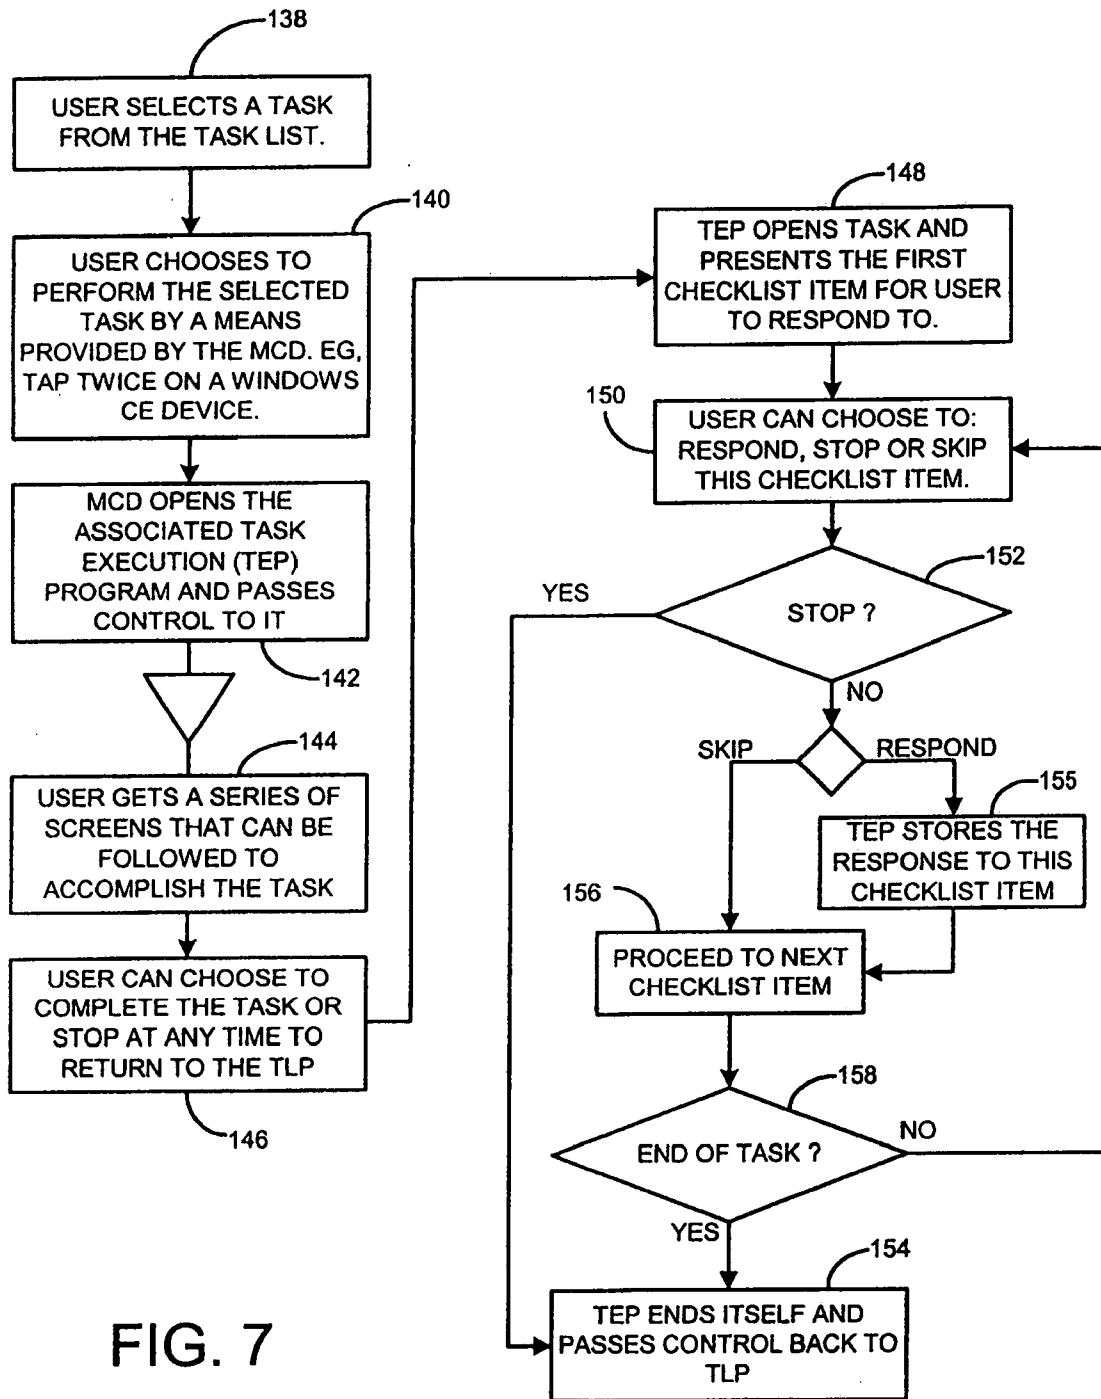 138
USER SELECTS A TASK
FROM THE TASK LIST.
140
USER CHOOSES TO
PERFORM THE SELECTED
TASK BY A MEANS
PROVIDED BY THE MCD. EG,
TAP TWICE ON A WINDOWS
CE DEVICE.
MCD OPENS THE
ASSOCIATED TASK
EXECUTION (TEP)
PROGRAM AND PASSES
CONTROL TO IT
142
144
USER GETS A SERIES OF
SCREENS THAT CAN BE
FOLLOWED TO
ACCOMPLISH THE TASK
USER CAN CHOOSE TO
COMPLETE THE TASK OR
STOP AT ANY TIME TO
RETURN TO THE TLP
146
148
TEP OPENS TASK AND
PRESENTS THE FIRST
CHECKLIST ITEM FOR USER
TO RESPOND TO.
150
USER CAN CHOOSE TO:
RESPOND, STOP OR SKIP
THIS CHECKLIST ITEM.
152
YES
STOP ?
NO
SKIP
RESPOND
155
TEP STORES THE
RESPONSE TO THIS
CHECKLIST ITEM
156
PROCEED TO NEXT
CHECKLIST ITEM
158
END OF TASK ?
NO
YES
154
TEP ENDS ITSELF AND
PASSES CONTROL BACK TO
TLP
FIG. 7